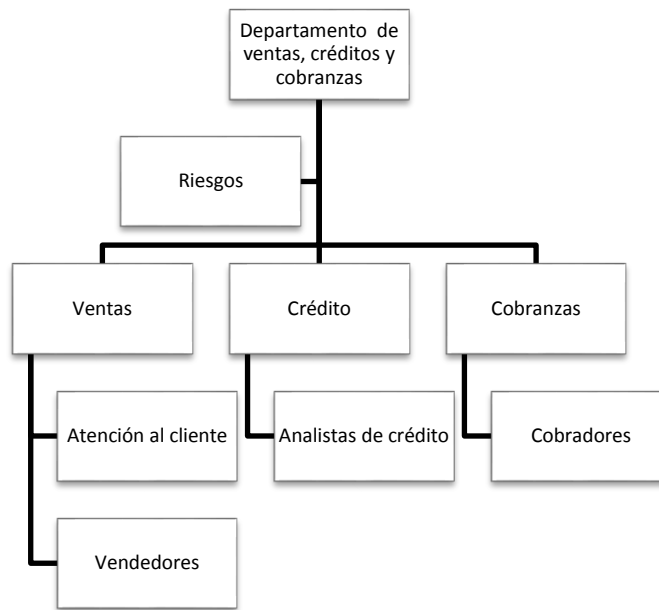 Departamento de
ventas, créditos y
cobranzas
Riesgos
Ventas
Crédito
Cobranzas
Atención al cliente
Analistas de crédito
Cobradores
Vendedores